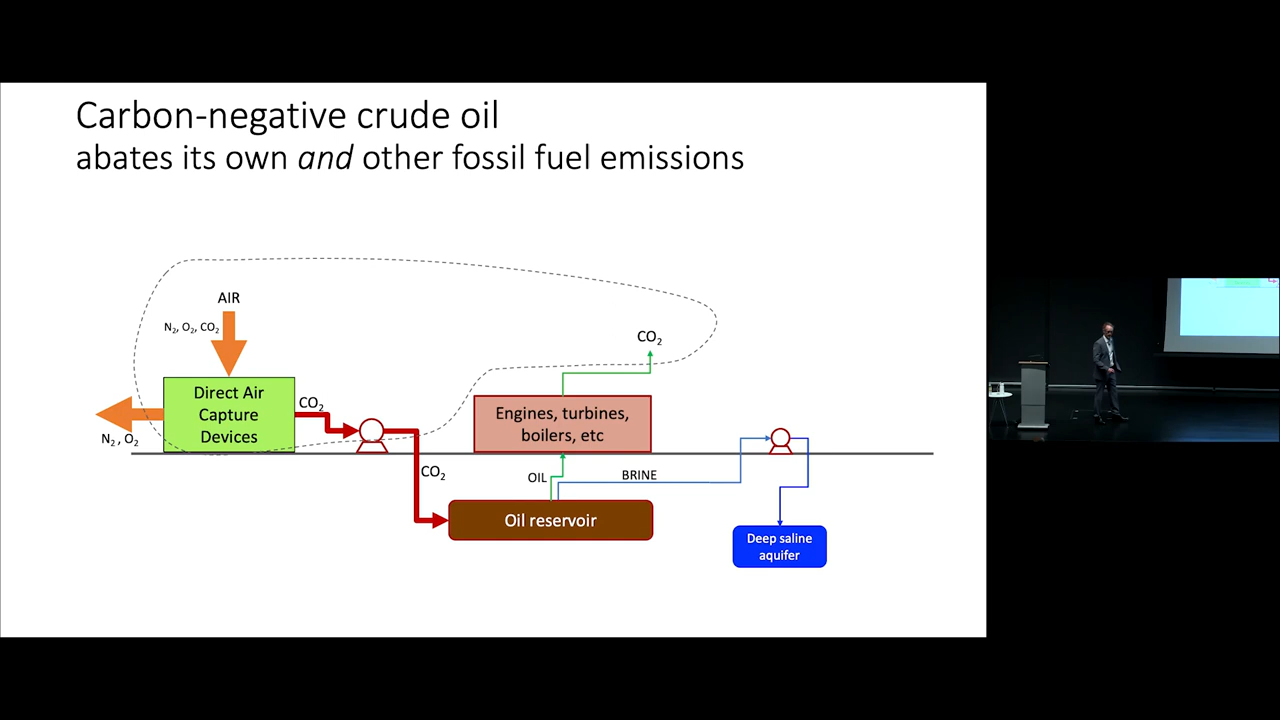 Carbon-negative crude oil
abates its own and other fossil fuel emissions
AIR
N₂, O₂, CO₂
Direct Air
Capture
Devices
N₂ , O₂
CO₂
CO₂
CO₂
Engines, turbines,
boilers, etc
OIL
BRINE
Oil reservoir
Deep saline
aquifer